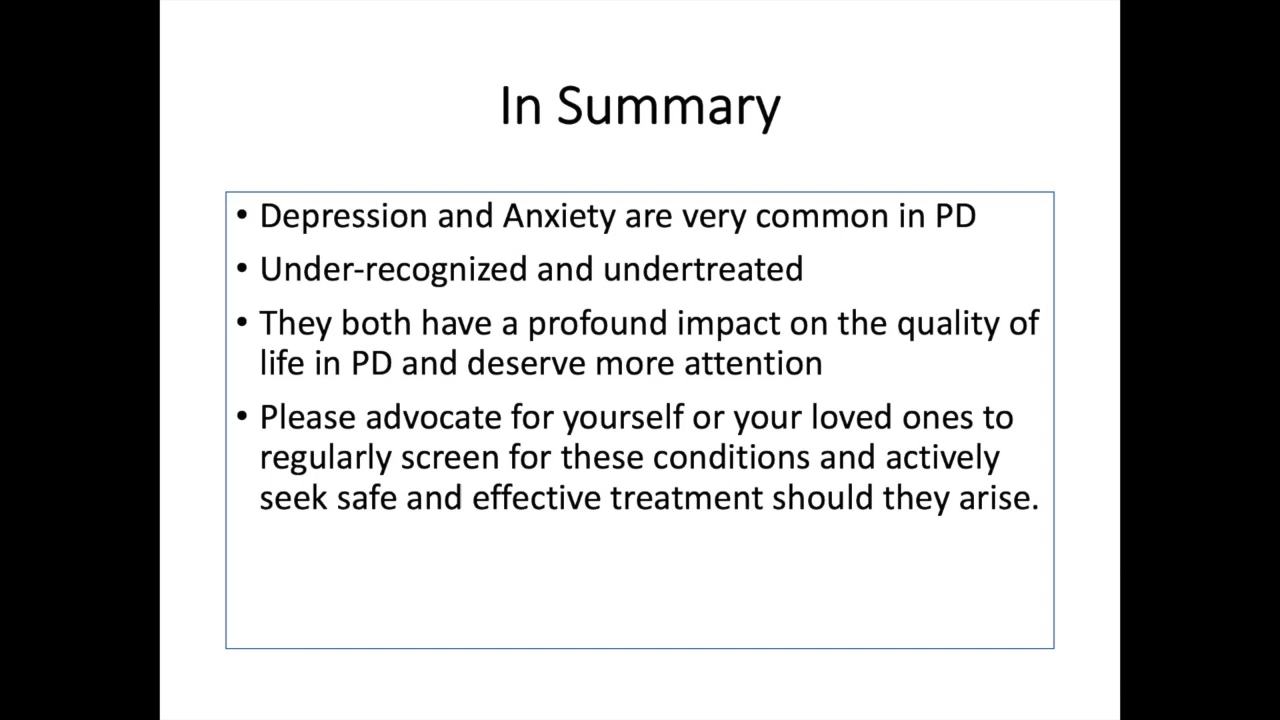 In Summary
• Depression and Anxiety are very common in PD
• Under-recognized and undertreated
• They both have a profound impact on the quality of
life in PD and deserve more attention
• Please advocate for yourself or your loved ones to
regularly screen for these conditions and actively
seek safe and effective treatment should they arise.